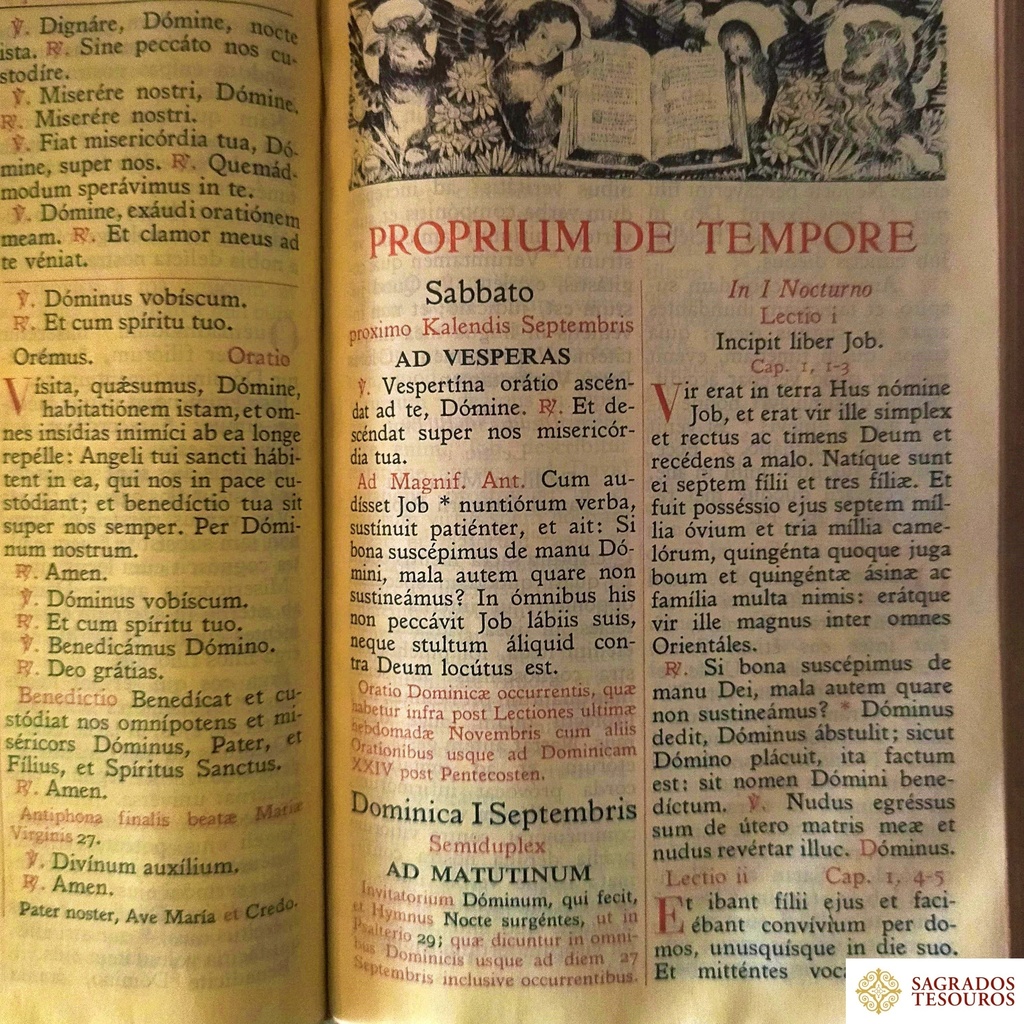 ℣. Dignáre, Dómine, nocte
ista. ℟. Sine peccáto nos cu-
stodíre.
℣. Miserére nostri, Dómine.
℟. Miserére nostri.
℣. Fiat misericórdia tua, Dó-
mine, super nos. ℟. Quemád-
modum sperávimus in te.
℣. Dómine, exáudi oratiónem
meam. ℟. Et clamor meus ad
te véniat.
℣. Dóminus vobíscum.
℟. Et cum spíritu tuo.
Orémus. Oratio
Vísita, quǽsumus, Dómine,
habitatiónem istam, et om-
nes insídias inimíci ab ea longe
repélle: Angeli tui sancti hábi-
tent in ea, qui nos in pace cu-
stódiant; et benedíctio tua sit
super nos semper. Per Dómi-
num nostrum.
℟. Amen.
℣. Dóminus vobíscum.
℟. Et cum spíritu tuo.
℣. Benedicámus Dómino.
℟. Deo grátias.
Benedictio Benedícat et cu-
stódiat nos omnípotens et mi-
séricors Dóminus, Pater, et
Fílius, et Spíritus Sanctus.
℟. Amen.
Antiphona finalis beatæ Mariæ
Virginis 27.
℣. Divínum auxílium.
℟. Amen.
Pater noster, Ave María et Credo.
PROPRIUM DE TEMPORE
Sabbato
proximo Kalendis Septembris
AD VESPERAS
℣. Vespertína orátio ascén-
dat ad te, Dómine. ℟. Et de-
scéndat super nos misericór-
dia tua.
Ad Magnif. Ant. Cum au-
dísset Job * nuntiórum verba,
sustínuit patiénter, et ait: Si
bona suscépimus de manu Dó-
mini, mala autem quare non
sustineámus? In ómnibus his
non peccávit Job lábiis suis,
neque stultum áliquid con-
tra Deum locútus est.
Oratio Dominicæ occurrentis, quæ
habetur infra post Lectiones ultimæ
hebdomadæ Novembris cum aliis
Orationibus usque ad Dominicam
XXIV post Pentecosten.
Dominica I Septembris
Semiduplex
AD MATUTINUM
Invitatorium Dóminum, qui fecit,
et Hymnus Nocte surgéntes, ut in
Psalterio 29; quæ dicuntur in omni-
bus Dominicis usque ad diem 27
Septembris inclusive occurrentibus.
In I Nocturno
Lectio i
Incipit liber Job.
Cap. 1, 1-3
Vir erat in terra Hus nómine
Job, et erat vir ille simplex
et rectus ac timens Deum et
recédens a malo. Natíque sunt
ei septem fílii et tres fíliæ. Et
fuit posséssio ejus septem míl-
lia óvium et tria míllia came-
lórum, quingénta quoque juga
boum et quingéntæ ásinæ ac
família multa nimis: erátque
vir ille magnus inter omnes
Orientáles.
℟. Si bona suscépimus de
manu Dei, mala autem quare
non sustineámus? * Dóminus
dedit, Dóminus ábstulit; sicut
Dómino plácuit, ita factum
est: sit nomen Dómini bene-
díctum. ℣. Nudus egréssus
sum de útero matris meæ et
nudus revértar illuc. Dóminus.
Lectio ii Cap. 1, 4-5
Et ibant fílii ejus et faci-
ébant convívium per do-
mos, unusquísque in die suo.
Et mitténtes
SAGRADOS
TESOUROS